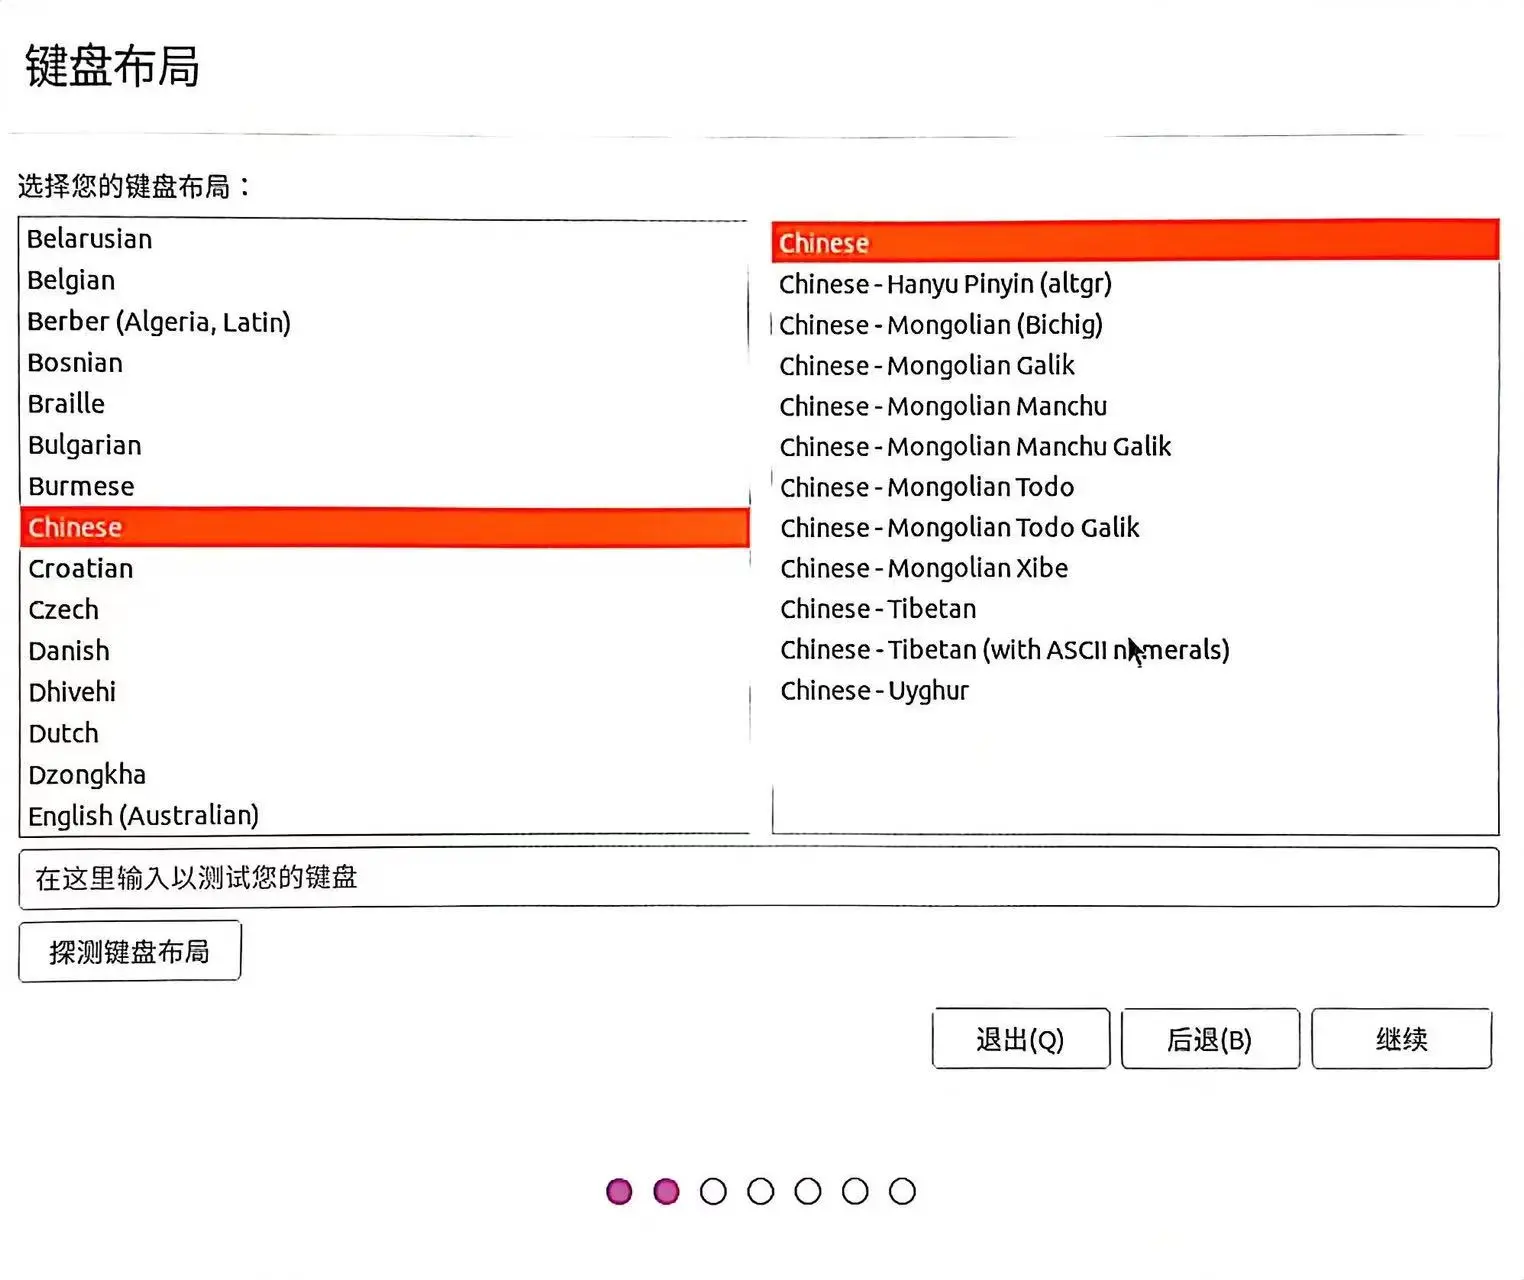 键盘布局
选择您的键盘布局：
Belarusian
Belgian
Berber (Algeria, Latin)
Bosnian
Braille
Bulgarian
Burmese
Chinese
Croatian
Czech
Danish
Dhivehi
Dutch
Dzongkha
English (Australian)
Chinese
Chinese - Hanyu Pinyin (altgr)
Chinese - Mongolian (Bichig)
Chinese - Mongolian Galik
Chinese - Mongolian Manchu
Chinese - Mongolian Manchu Galik
Chinese - Mongolian Todo
Chinese - Mongolian Todo Galik
Chinese - Mongolian Xibe
Chinese - Tibetan
Chinese - Tibetan (with ASCII numerals)
Chinese - Uyghur
在这里输入以测试您的键盘
探测键盘布局
退出(Q)
后退(B)
继续